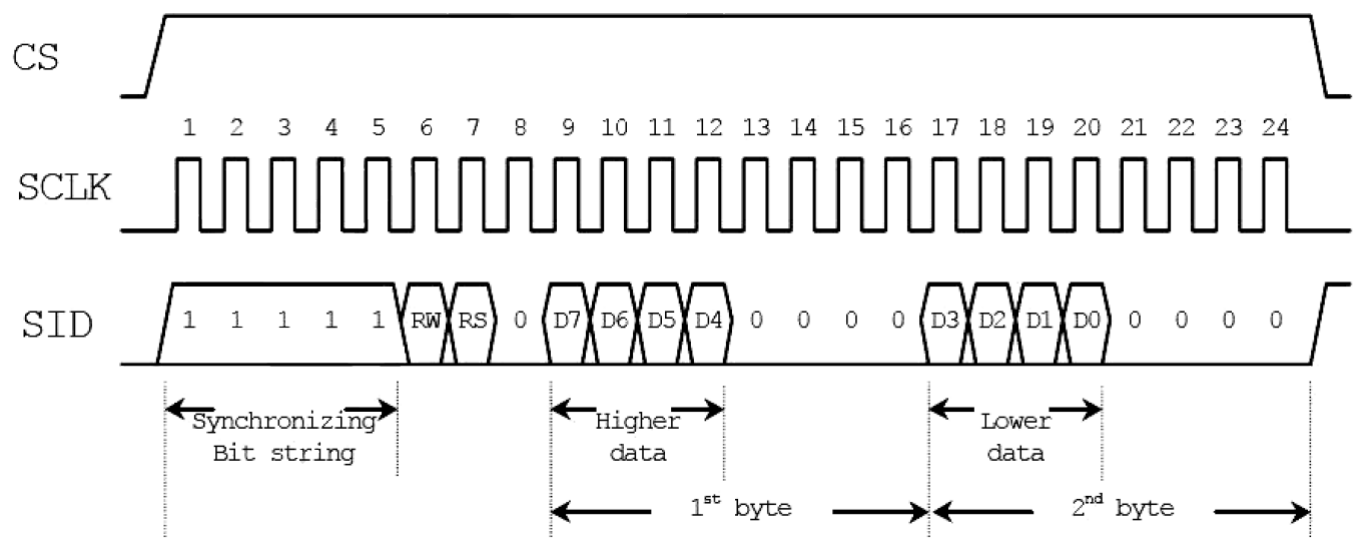 CS
1 2 3 4 5 6 7 8 9 10 11 12 13 14 15 16 17 18 19 20 21 22 23 24
SCLK
SID 1 1 1 1 1 RW RS 0 D7 D6 D5 D4 0 0 0 0 D3 D2 D1 D0 0 0 0 0
Synchronizing Higher Lower
Bit string data data
1st byte 2nd byte